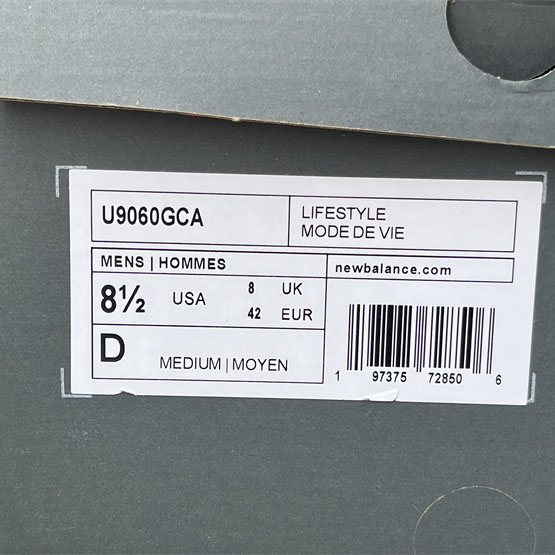 U9060GCA
LIFESTYLE
MODE DE VIE
MENS | HOMMES
newbalance.com
8½ USA 8 UK
42 EUR
D MEDIUM | MOYEN
1 97375 72850 6